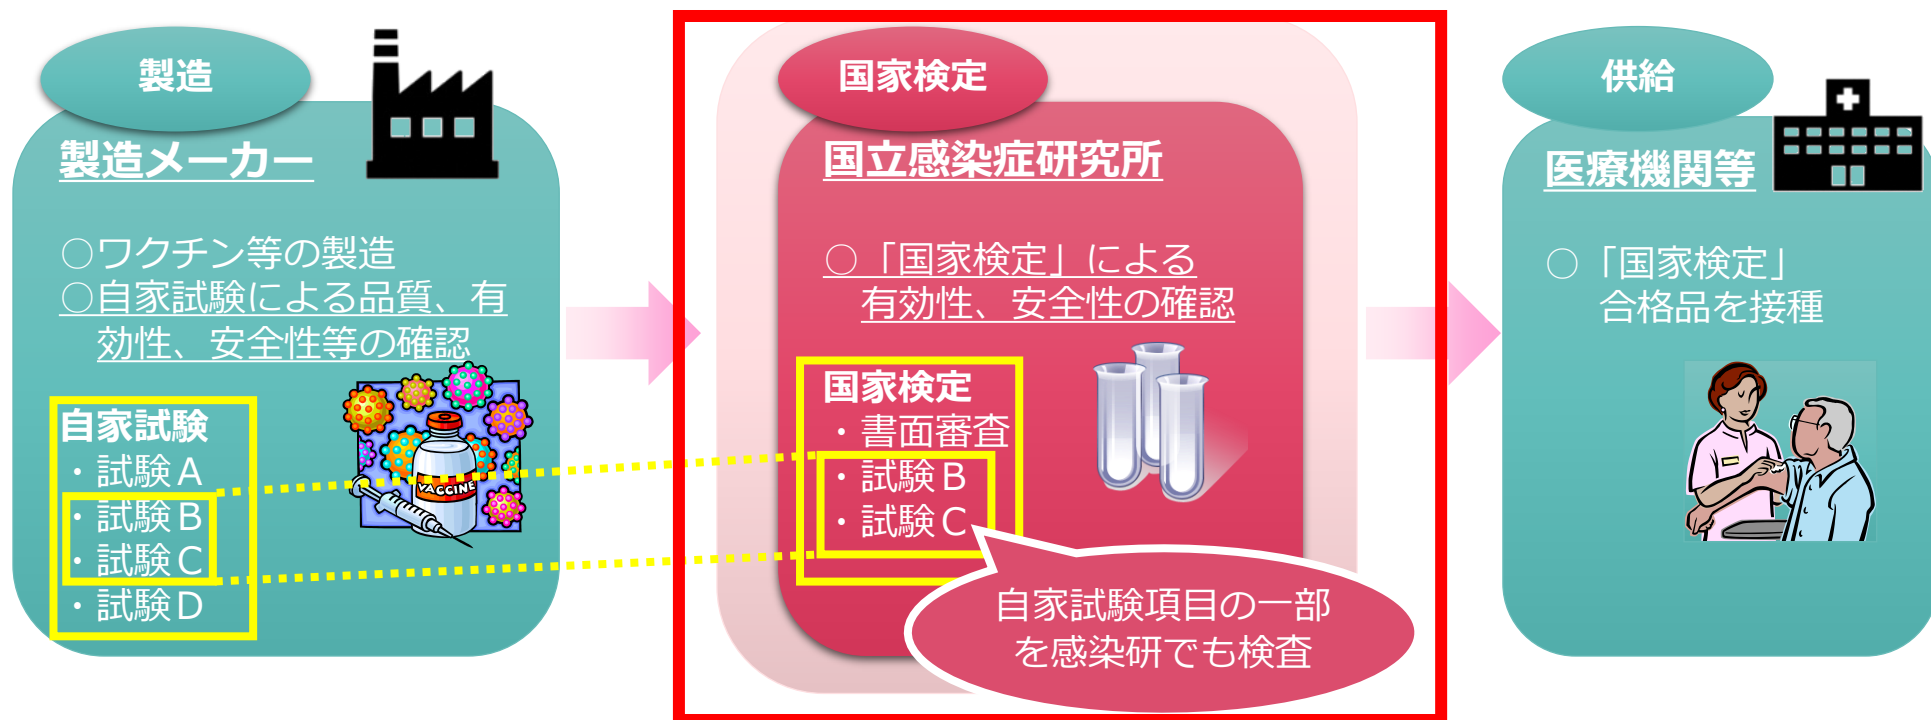 製造
製造メーカー
○ワクチン等の製造
○自家試験による品質、有
効性、安全性等の確認
自家試験
・試験A
・試験B
・試験C
・試験D
VACCINE
国家検定
国立感染症研究所
○「国家検定」による
有効性、安全性の確認
国家検定
・書面審査
・試験B
・試験C
自家試験項目の一部
を感染研でも検査
供給
医療機関等
○「国家検定」
合格品を接種